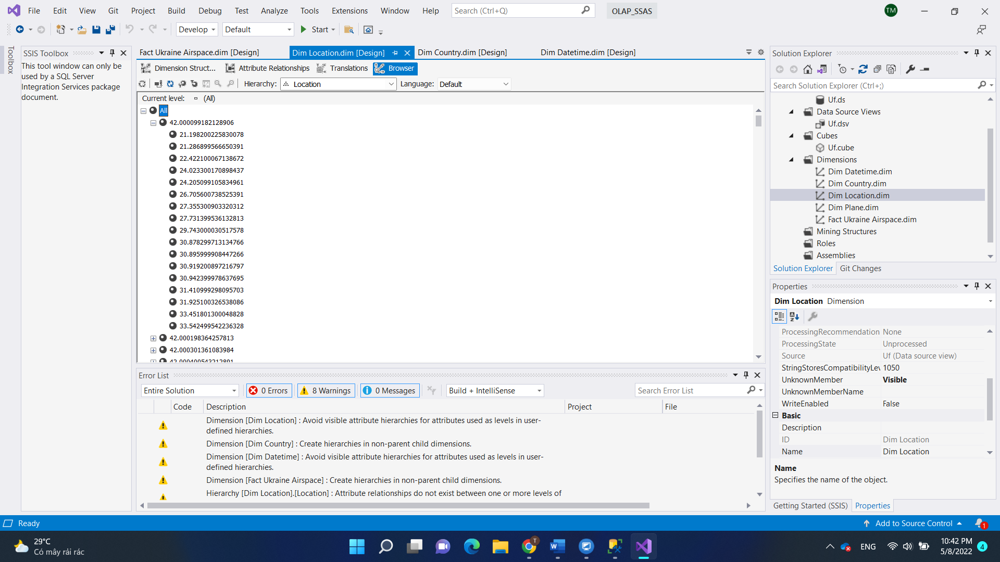 File Edit View Git Project Build Debug Test Analyze Tools Extensions Window Help Search (Ctrl+Q) OLAP_SSAS TM
Develop Default Start
Toolbox
SSIS Toolbox
This tool window can only be
used by a SQL Server
Integration Services package
document.
Fact Ukraine Airspace.dim [Design] Dim Location.dim [Design] Dim Country.dim [Design] Dim Datetime.dim [Design]
Dimension Struct... Attribute Relationships Translations Browser
Hierarchy: Location Language: Default
Current level: (All)
All
42.000099182128906
21.198200225830078
21.286899566650391
22.422100067138672
24.023300170898437
24.205099105834961
26.705600738525391
27.355300903320312
27.731399536132813
29.743000030517578
30.878299713134766
30.895999908447266
30.919200897216797
30.942399978637695
31.410999298095703
31.925100326538086
33.451801300048828
33.542499542236328
42.000198364257813
42.000301361083984
42.000400543212891
Error List
Entire Solution 0 Errors 8 Warnings 0 Messages Build + IntelliSense Search Error List
Code Description Project File
Dimension [Dim Location] : Avoid visible attribute hierarchies for attributes used as levels in user-
defined hierarchies.
Dimension [Dim Country] : Create hierarchies in non-parent child dimensions.
Dimension [Dim Datetime] : Avoid visible attribute hierarchies for attributes used as levels in user-
defined hierarchies.
Dimension [Fact Ukraine Airspace] : Create hierarchies in non-parent child dimensions.
Hierarchy [Dim Location].[Location] : Attribute relationships do not exist between one or more levels of
Solution Explorer
Search Solution Explorer (Ctrl+;)
Uf.ds
Data Source Views
Uf.dsv
Cubes
Uf.cube
Dimensions
Dim Datetime.dim
Dim Country.dim
Dim Location.dim
Dim Plane.dim
Fact Ukraine Airspace.dim
Mining Structures
Roles
Assemblies
Solution Explorer Git Changes
Properties
Dim Location Dimension
ProcessingRecommendation None
ProcessingState Unprocessed
Source Uf (Data source view)
StringStoresCompatibilityLev 1050
UnknownMember Visible
UnknownMemberName
WriteEnabled False
Basic
Description
ID Dim Location
Name Dim Location
Name
Specifies the name of the object.
Getting Started (SSIS) Properties
Ready Add to Source Control 1
29°C
Có mây rải rác
T
ENG
10:42 PM
5/8/2022
4